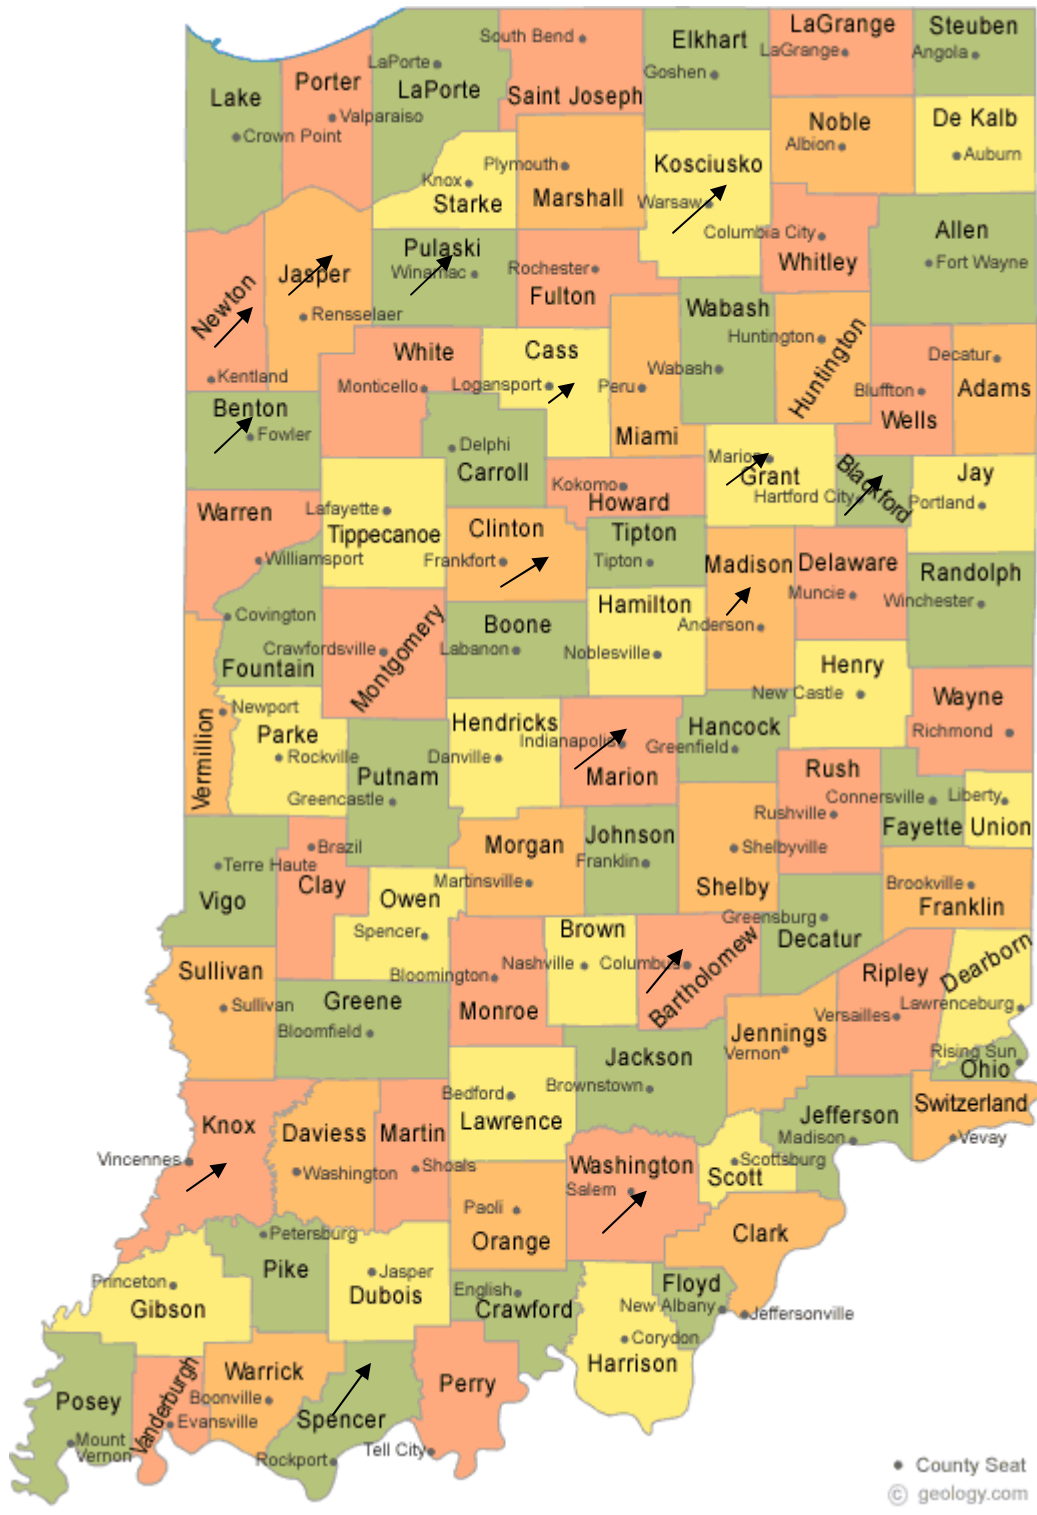 Steuben
LaGrange
South Bend
Elkhart
LaGrange
Angola
LaPorte
Goshen
Porter
LaPorte
Saint Joseph
Lake
Valparaiso
Noble
De Kalb
Crown Point
Albion
Auburn
Plymouth
Kosciusko
Knox
Marshall
Warsaw
Starke
Columbia City
Allen
Pulaski
Whitley
Fort Wayne
Jasper
Winamac
Rochester
Fulton
Newton
Rensselaer
Wabash
Huntington
Huntington
White
Cass
Decatur
Kentland
Monticello
Logansport
Peru
Wabash
Bluffton
Adams
Benton
Wells
Fowler
Miami
Delphi
Marion
Carroll
Grant
Blackford
Jay
Kokomo
Hartford City
Portland
Warren
Lafayette
Howard
Tippecanoe
Clinton
Tipton
Williamsport
Frankfort
Tipton
Madison
Delaware
Randolph
Muncie
Winchester
Covington
Hamilton
Boone
Anderson
Crawfordsville
Montgomery
Labanon
Noblesville
Henry
Fountain
New Castle
Wayne
Newport
Hendricks
Hancock
Richmond
Vermillion
Parke
Indianapolis
Greenfield
Rockville
Danville
Marion
Rush
Putnam
Greencastle
Connersville
Liberty
Rushville
Fayette
Union
Johnson
Brazil
Morgan
Shelbyville
Terre Haute
Franklin
Clay
Martinsville
Shelby
Brookville
Vigo
Owen
Franklin
Greensburg
Spencer
Brown
Decatur
Sullivan
Bloomington
Nashville
Columbus
Bartholomew
Ripley
Dearborn
Sullivan
Greene
Monroe
Versailles
Lawrenceburg
Bloomfield
Jennings
Vernon
Rising Sun
Jackson
Ohio
Bedford
Brownstown
Switzerland
Knox
Lawrence
Jefferson
Daviess
Martin
Madison
Vevay
Vincennes
Washington
Shoals
Washington
Scottsburg
Scott
Salem
Paoli
Petersburg
Orange
Clark
Princeton
Pike
Jasper
English
Floyd
Gibson
Dubois
Crawford
New Albany
Jeffersonville
Corydon
Harrison
Warrick
Perry
Posey
Vanderburgh
Boonville
Spencer
Evansville
Mount
Vernon
Rockport
Tell City
County Seat
© geology.com